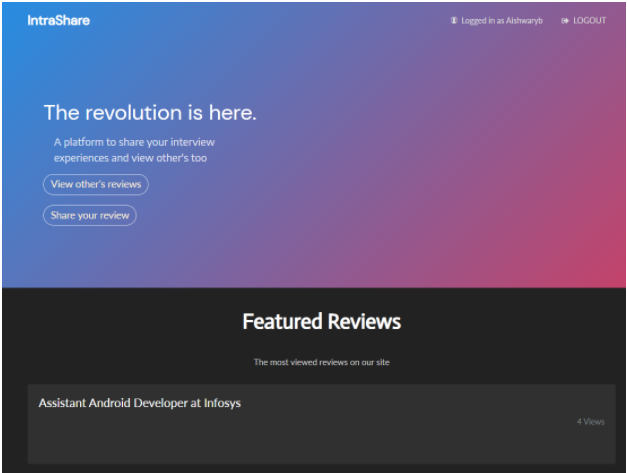 IntraShare
Logged in as Aishwaryb
LOGOUT
The revolution is here.
A platform to share your interview
experiences and view other's too
View other's reviews
Share your review
Featured Reviews
The most viewed reviews on our site
Assistant Android Developer at Infosys
4 Views